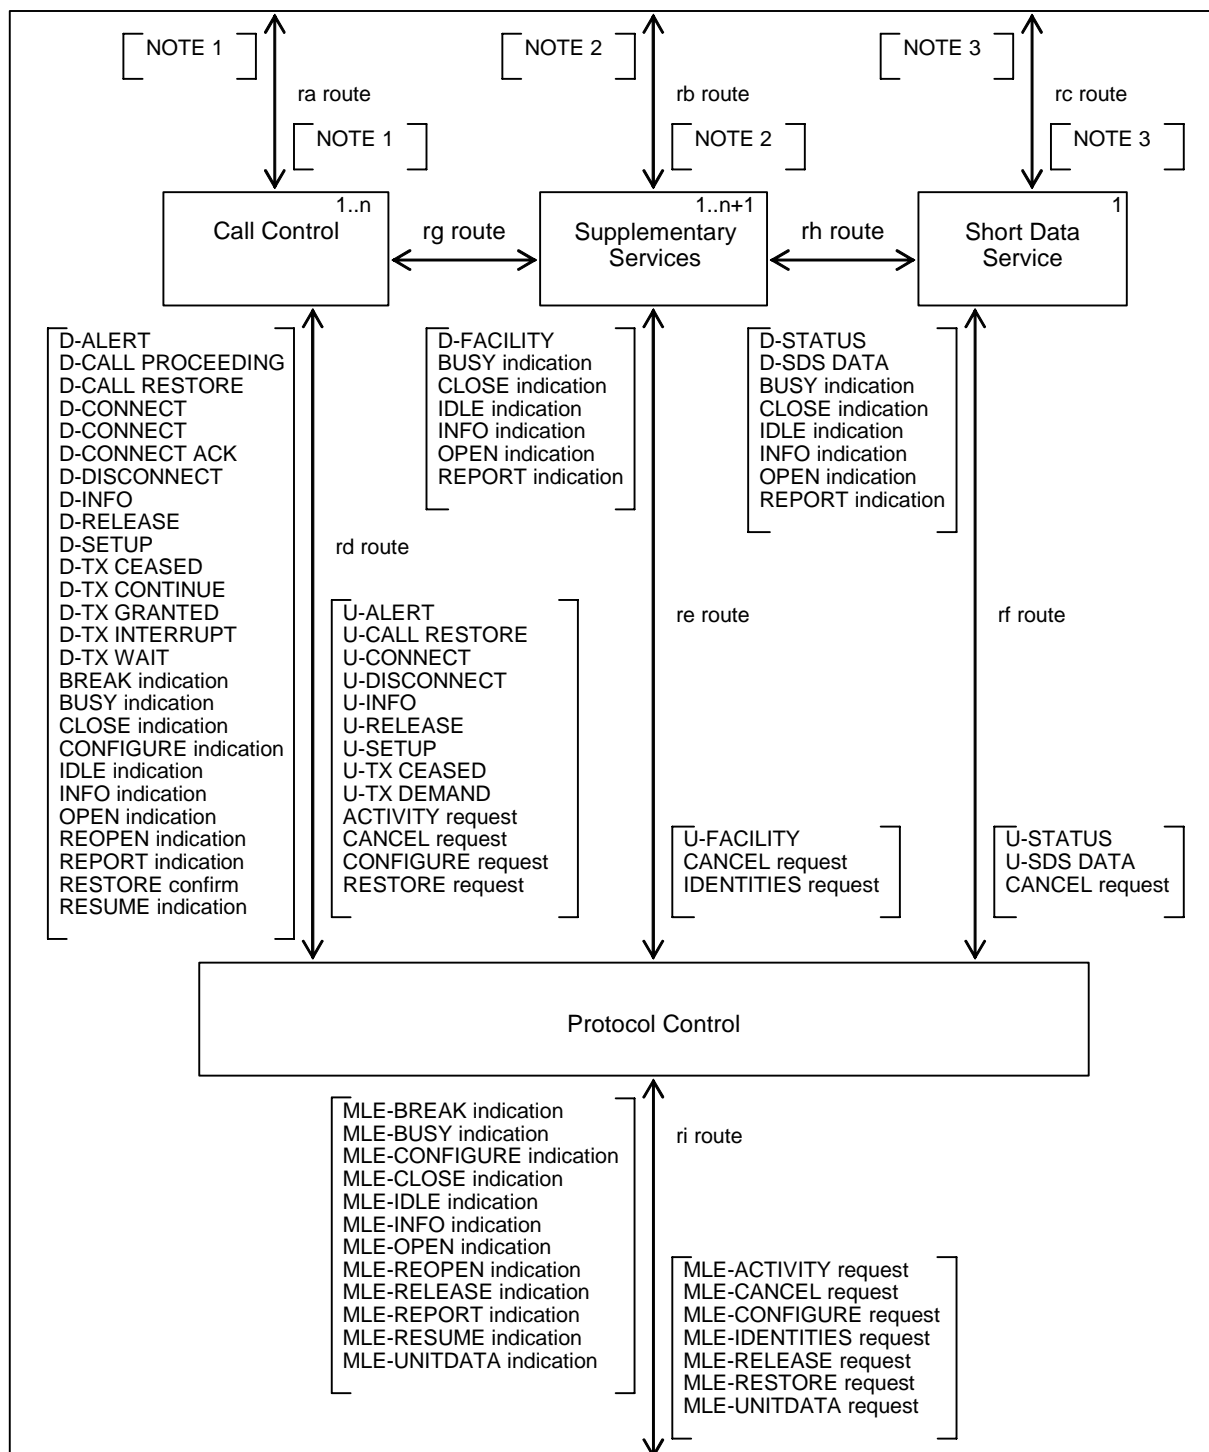 NOTE 1
NOTE 2
NOTE 3
ra route
rb route
rc route
NOTE 1
NOTE 2
NOTE 3
1..n
Call Control
rg route
1..n+1
Supplementary
Services
rh route
1
Short Data
Service
D-ALERT
D-CALL PROCEEDING
D-CALL RESTORE
D-CONNECT
D-CONNECT
D-CONNECT ACK
D-DISCONNECT
D-INFO
D-RELEASE
D-SETUP
D-TX CEASED
D-TX CONTINUE
D-TX GRANTED
D-TX INTERRUPT
D-TX WAIT
BREAK indication
BUSY indication
CLOSE indication
CONFIGURE indication
IDLE indication
INFO indication
OPEN indication
REOPEN indication
REPORT indication
RESTORE confirm
RESUME indication
rd route
U-ALERT
U-CALL RESTORE
U-CONNECT
U-DISCONNECT
U-INFO
U-RELEASE
U-SETUP
U-TX CEASED
U-TX DEMAND
ACTIVITY request
CANCEL request
CONFIGURE request
RESTORE request
D-FACILITY
BUSY indication
CLOSE indication
IDLE indication
INFO indication
OPEN indication
REPORT indication
re route
U-FACILITY
CANCEL request
IDENTITIES request
D-STATUS
D-SDS DATA
BUSY indication
CLOSE indication
IDLE indication
INFO indication
OPEN indication
REPORT indication
rf route
U-STATUS
U-SDS DATA
CANCEL request
Protocol Control
MLE-BREAK indication
MLE-BUSY indication
MLE-CONFIGURE indication
MLE-CLOSE indication
MLE-IDLE indication
MLE-INFO indication
MLE-OPEN indication
MLE-REOPEN indication
MLE-RELEASE indication
MLE-REPORT indication
MLE-RESUME indication
MLE-UNITDATA indication
ri route
MLE-ACTIVITY request
MLE-CANCEL request
MLE-CONFIGURE request
MLE-IDENTITIES request
MLE-RELEASE request
MLE-RESTORE request
MLE-UNITDATA request